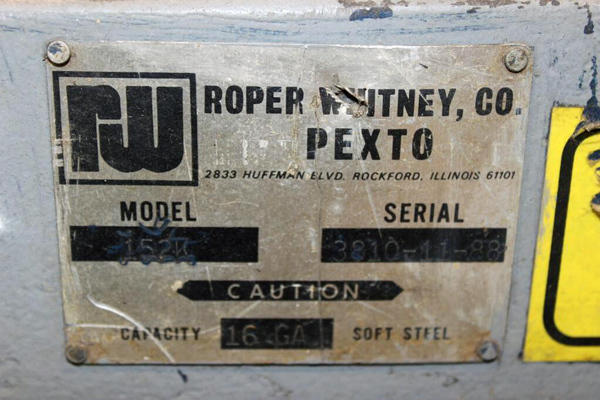 rw
ROPER WHITNEY, CO.
PEXTO
2833 HUFFMAN BLVD. ROCKFORD, ILLINOIS 61101
MODEL SERIAL
152K 3810-11-88
CAUTION
CAPACITY 16 GA. SOFT STEEL